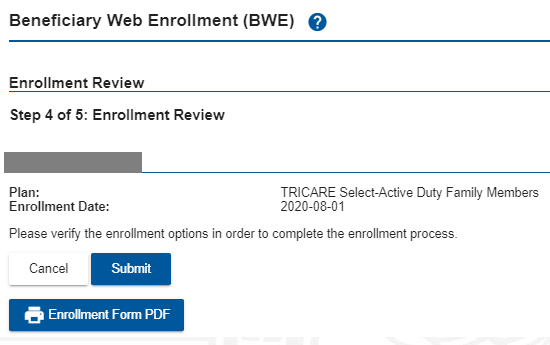 Beneficiary Web Enrollment (BWE) ?
Enrollment Review
Step 4 of 5: Enrollment Review
Plan: TRICARE Select-Active Duty Family Members
Enrollment Date: 2020-08-01
Please verify the enrollment options in order to complete the enrollment process.
Cancel Submit
Enrollment Form PDF